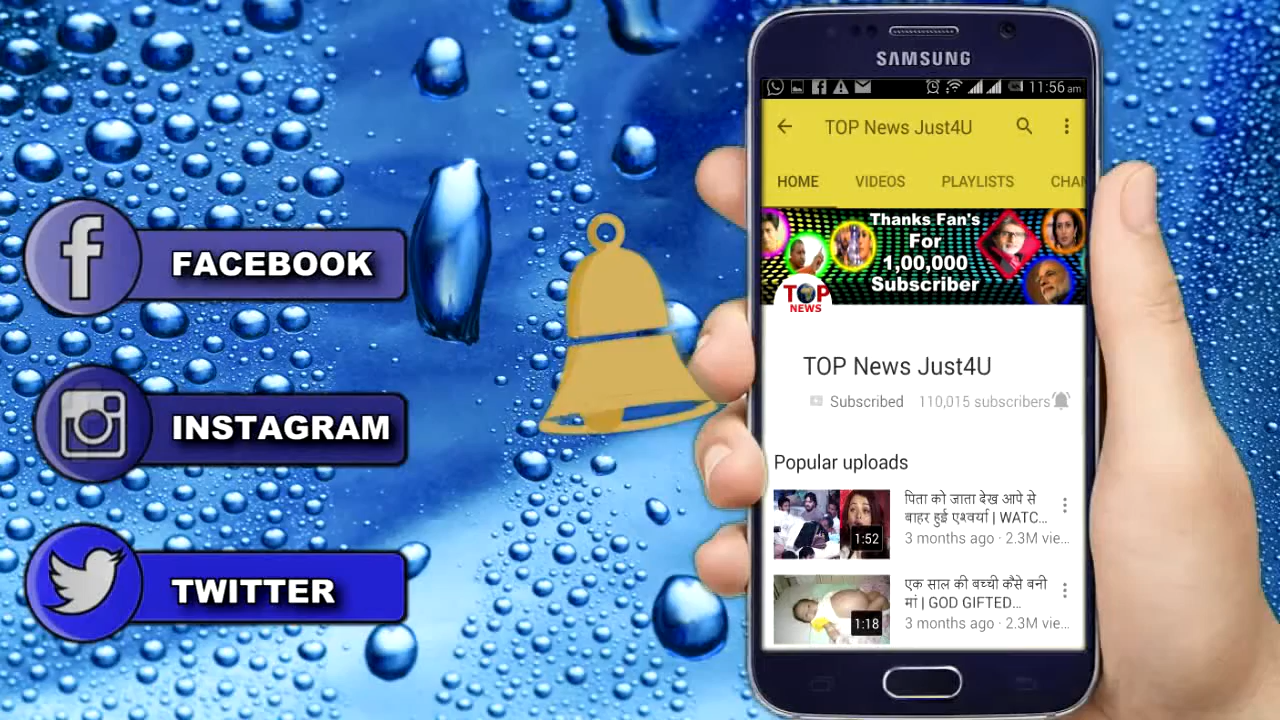 FACEBOOK
INSTAGRAM
TWITTER
SAMSUNG
11:56 am
TOP News Just4U
HOME VIDEOS PLAYLISTS CHAN
Thanks Fan's
For
1,00,000
Subscriber
TOP
NEWS
TOP News Just4U
Subscribed 110,015 subscribers
Popular uploads
पिता को जाता देख आपे से
बाहर हुई एश्वर्या | WATC...
3 months ago · 2.3M vie...
1:52
एक साल की बच्ची कैसे बनी
मां | GOD GIFTED...
3 months ago · 2.3M vie...
1:18